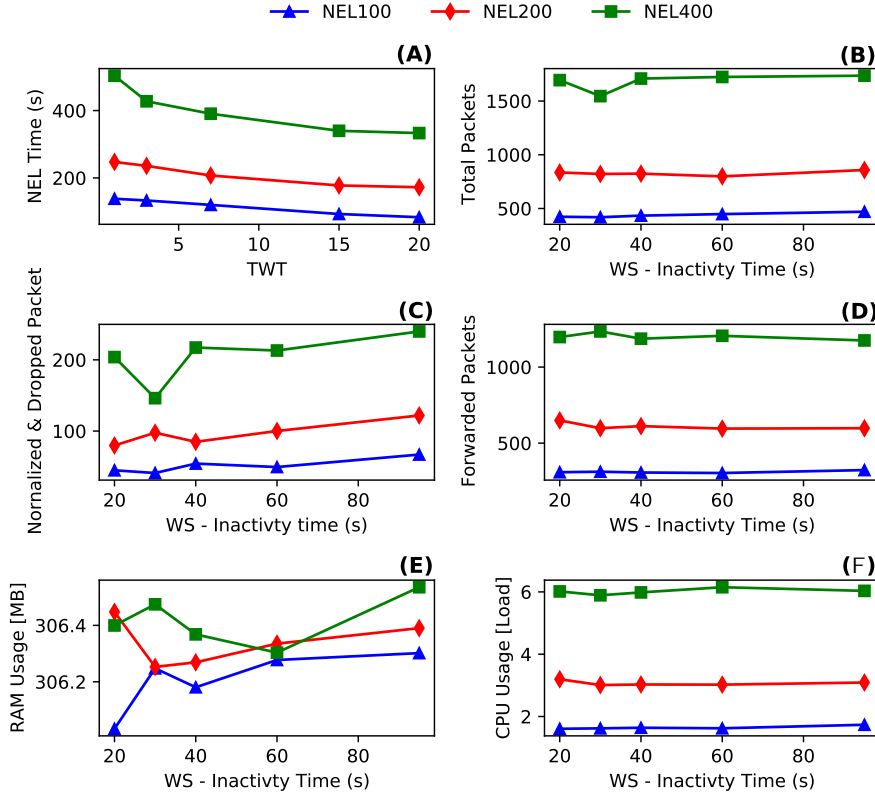 NEL100 NEL200 NEL400
(A)
NEL Time (s)
400
200
5 10 15 20
TWT
(B)
Total Packets
1500
1000
500
20 40 60 80
WS - Inactivty Time (s)
(C)
Nornalized & Dropped Packet
200
100
20 40 60 80
WS - Inactivty time (s)
(D)
Forwarded Packets
1000
500
20 40 60 80
WS - Inactivty Time (s)
(E)
RAM Usage [MB]
306.4
306.2
20 40 60 80
WS - Inactivty Time (s)
(F)
CPU Usage [Load]
6
4
2
20 40 60 80
WS - Inactivty Time (s)